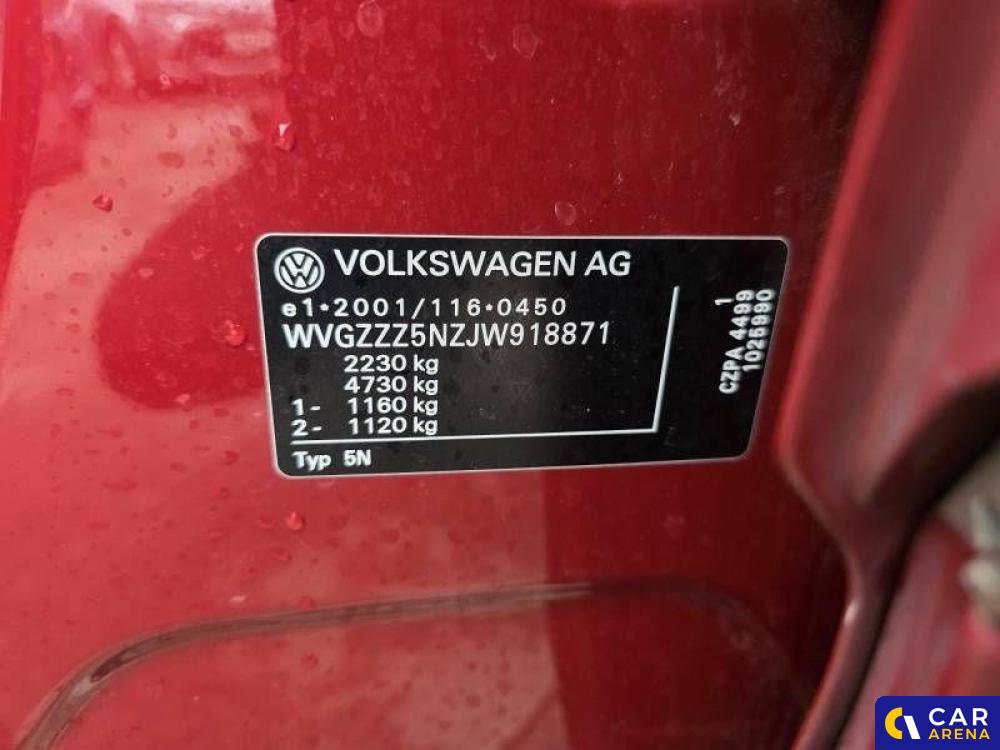 VOLKSWAGEN AG
e1*2001/116*0450
WVGZZZ5NZJW918871
2230 kg
4730 kg
1- 1160 kg
2- 1120 kg
Typ 5N
1
CZPA 4499
1025990
CAR
ARENA